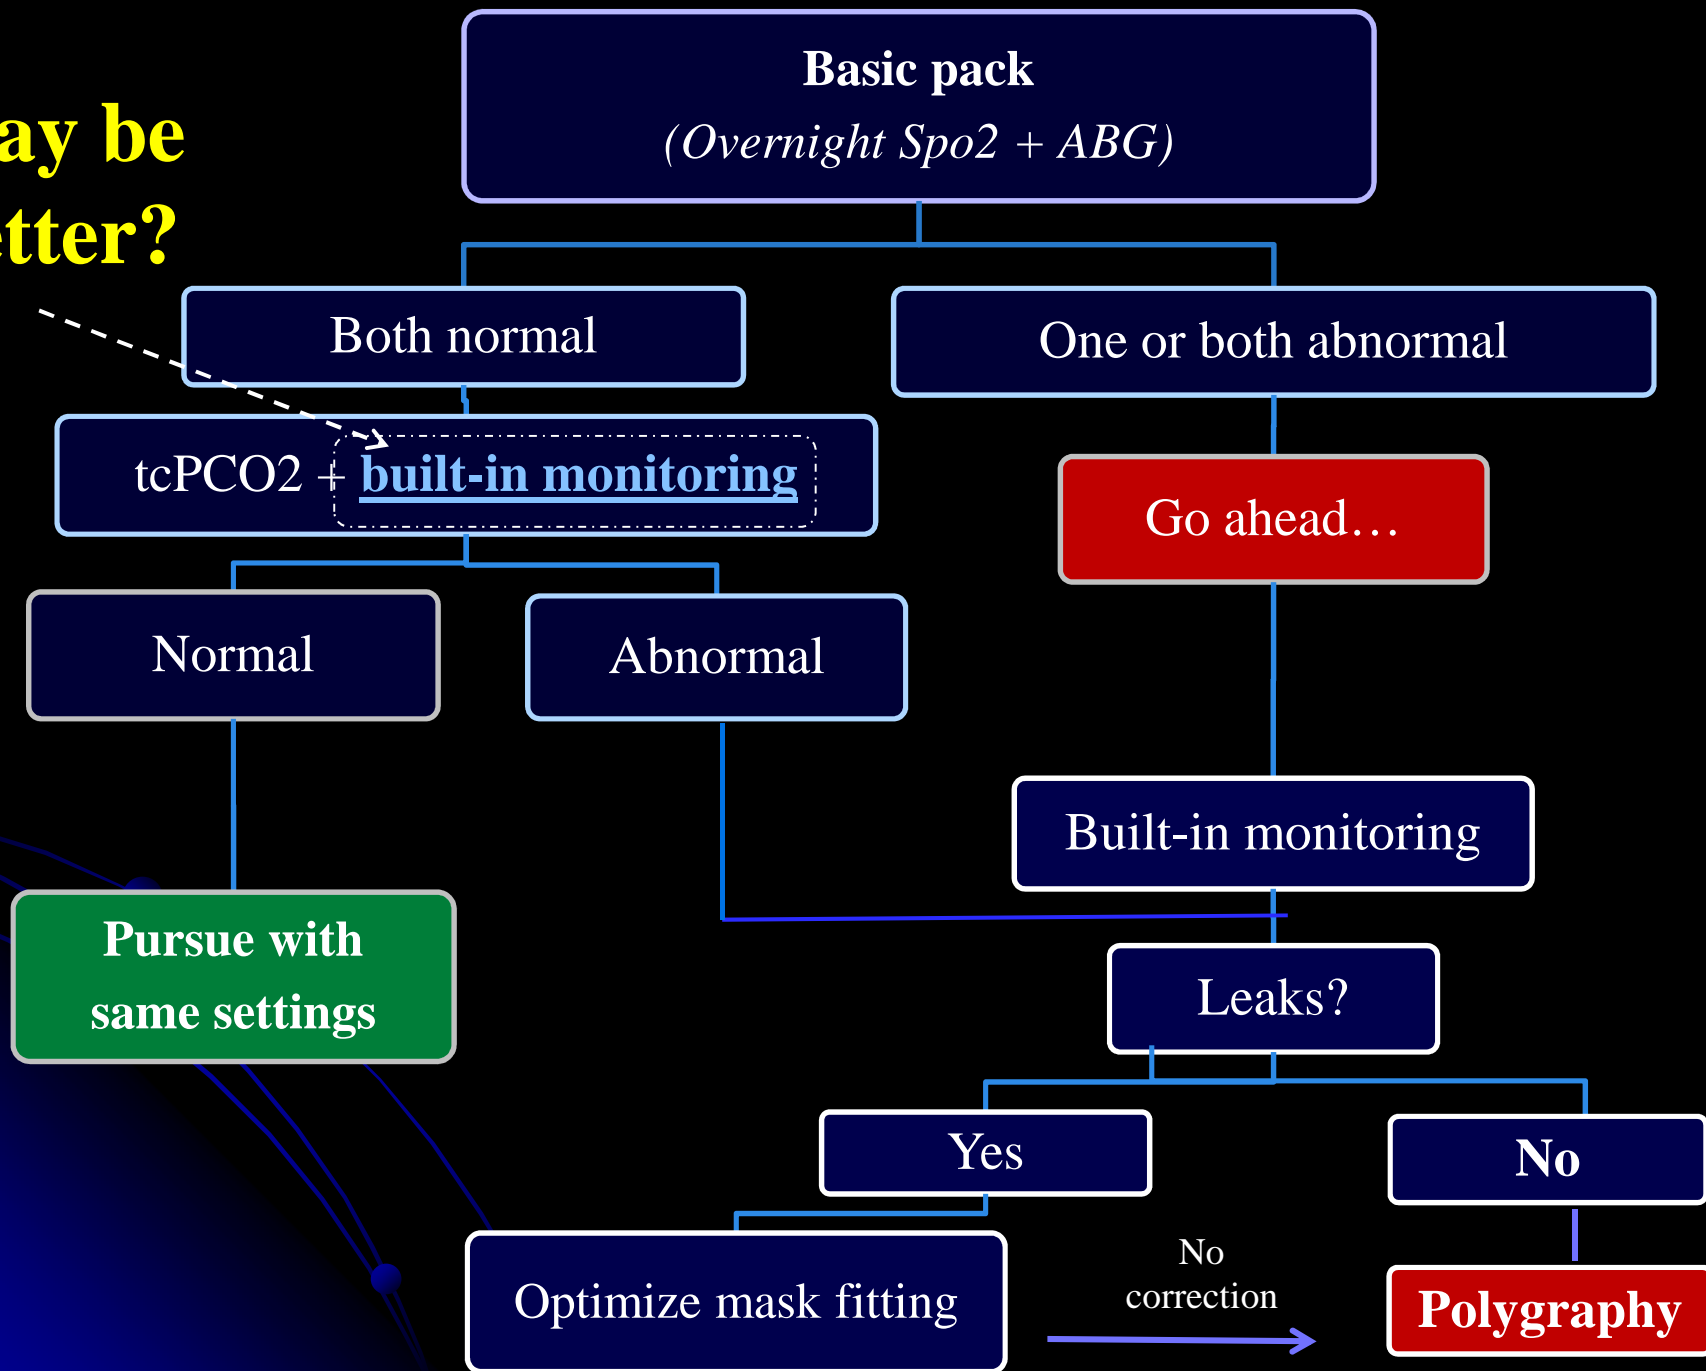 Basic pack
(Overnight Spo2 + ABG)
ay be
etter?
Both normal
One or both abnormal
tcPCO2 + built-in monitoring
Go ahead…
Normal
Abnormal
Built-in monitoring
Pursue with
same settings
Leaks?
Yes
No
Optimize mask fitting
No
correction
Polygraphy